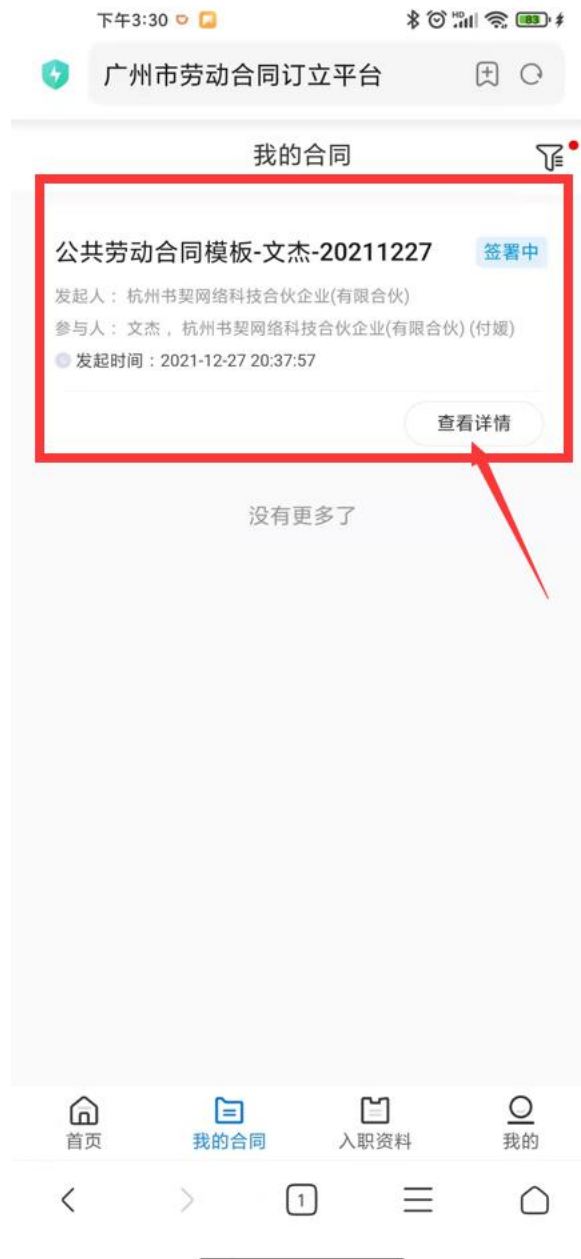 下午3:30
HD
83
广州市劳动合同订立平台
我的合同
公共劳动合同模板-文杰-20211227
签署中
发起人：杭州书契网络科技合伙企业(有限合伙)
参与人：文杰，杭州书契网络科技合伙企业(有限合伙)(付媛)
发起时间：2021-12-27 20:37:57
查看详情
没有更多了
首页
我的合同
入职资料
我的
1